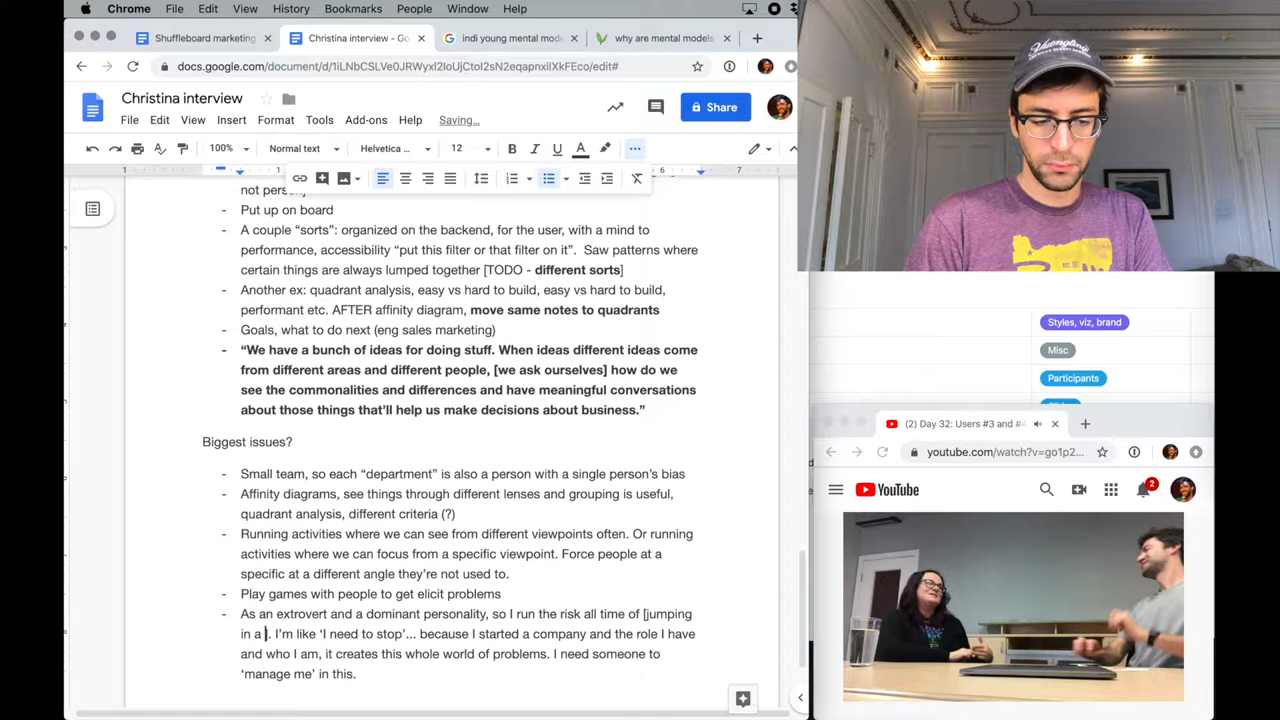 Chrome File Edit View History Bookmarks People Window Help
Shuffleboard marketing
Christina interview - Go
indi young mental mode
why are mental models
Christina interview
File Edit View Insert Format Tools Add-ons Help Saving...
Share
100% Normal text Helvetica ... 12
not person]
- Put up on board
- A couple “sorts”: organized on the backend, for the user, with a mind to
performance, accessibility “put this filter or that filter on it”. Saw patterns where
certain things are always lumped together [TODO - different sorts]
- Another ex: quadrant analysis, easy vs hard to build, easy vs hard to build,
performant etc. AFTER affinity diagram, move same notes to quadrants
- Goals, what to do next (eng sales marketing)
- “We have a bunch of ideas for doing stuff. When ideas different ideas come
from different areas and different people, [we ask ourselves] how do we
see the commonalities and differences and have meaningful conversations
about those things that’ll help us make decisions about business.”
Biggest issues?
- Small team, so each “department” is also a person with a single person’s bias
- Affinity diagrams, see things through different lenses and grouping is useful,
quadrant analysis, different criteria (?)
- Running activities where we can see from different viewpoints often. Or running
activities where we can focus from a specific viewpoint. Force people at a
specific at a different angle they’re not used to.
- Play games with people to get elicit problems
- As an extrovert and a dominant personality, so I run the risk all time of [jumping
in a ]. I’m like ‘I need to stop’... because I started a company and the role I have
and who I am, it creates this whole world of problems. I need someone to
‘manage me’ in this.
Yuengling
Styles, viz, brand
Misc
Participants
(2) Day 32: Users #3 and #4
youtube.com/watch?v=go1p2...
YouTube
2